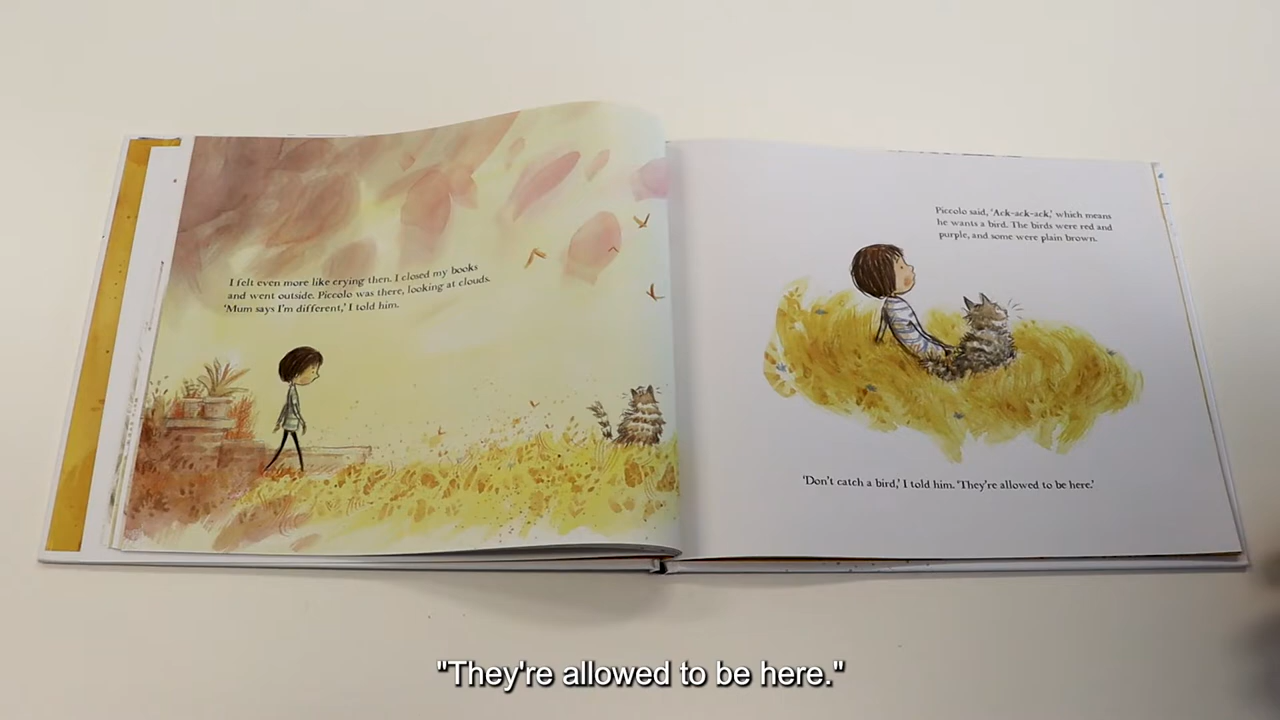 I felt even more like crying then. I closed my books
and went outside. Piccolo was there, looking at clouds.
'Mum says I'm different,' I told him.
Piccolo said, 'Ack-ack-ack,' which means
he wants a bird. The birds were red and
purple, and some were plain brown.
'Don't catch a bird,' I told him. 'They're allowed to be here.'
"They're allowed to be here."